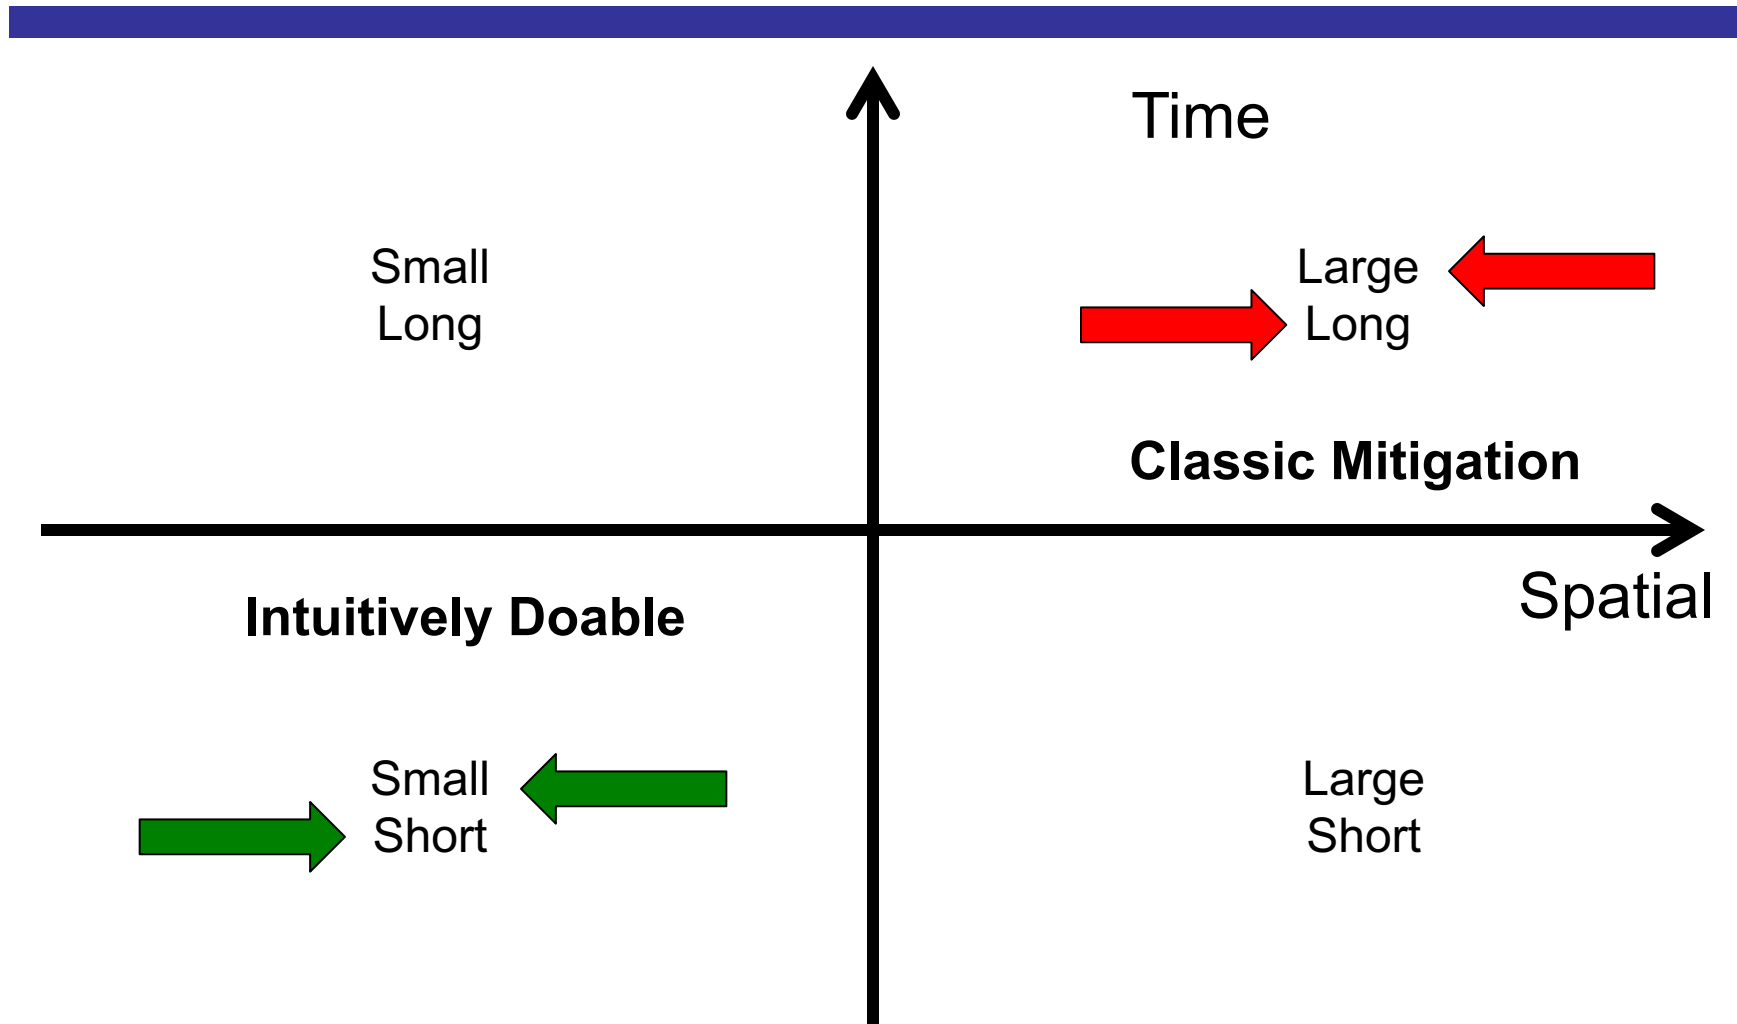 Time
Small
Long
Large
Long
Classic Mitigation
Spatial
Intuitively Doable
Small
Short
Large
Short